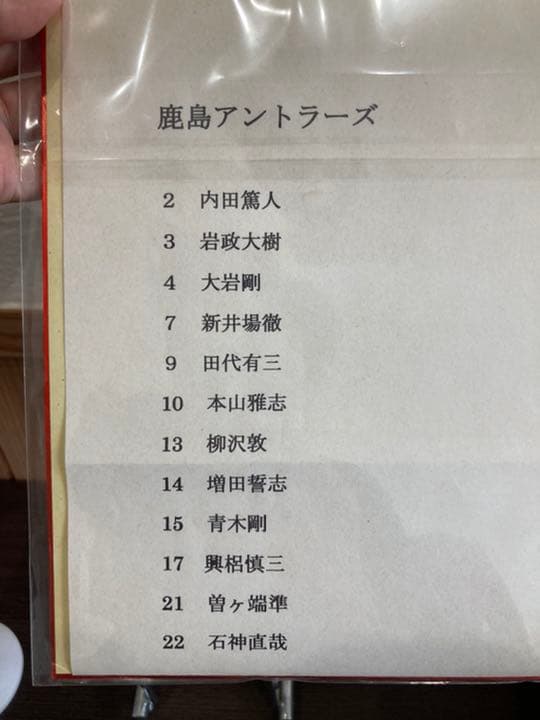 鹿島アントラーズ
2 内田篤人
3 岩政大樹
4 大岩剛
7 新井場徹
9 田代有三
10 本山雅志
13 柳沢敦
14 増田誓志
15 青木剛
17 興梠慎三
21 曽ヶ端準
22 石神直哉